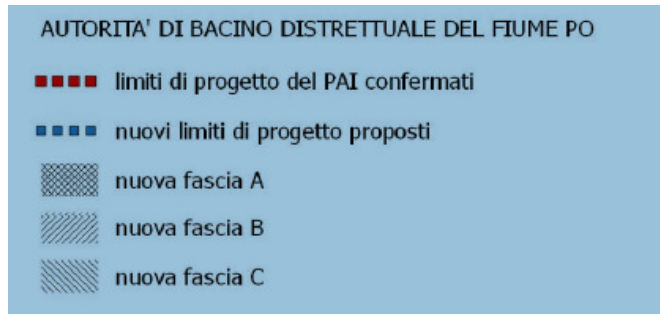 AUTORITA' DI BACINO DISTRETTUALE DEL FIUME PO
limiti di progetto del PAI confermati
nuovi limiti di progetto proposti
nuova fascia A
nuova fascia B
nuova fascia C